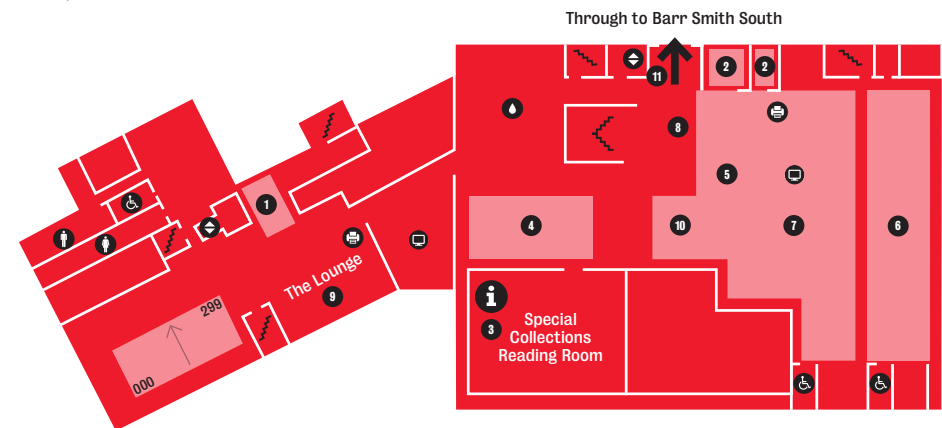 Through to Barr Smith South
2
2
11
8
5
1
4
10
7
6
The Lounge
9
299
000
i
3
Special
Collections
Reading Room